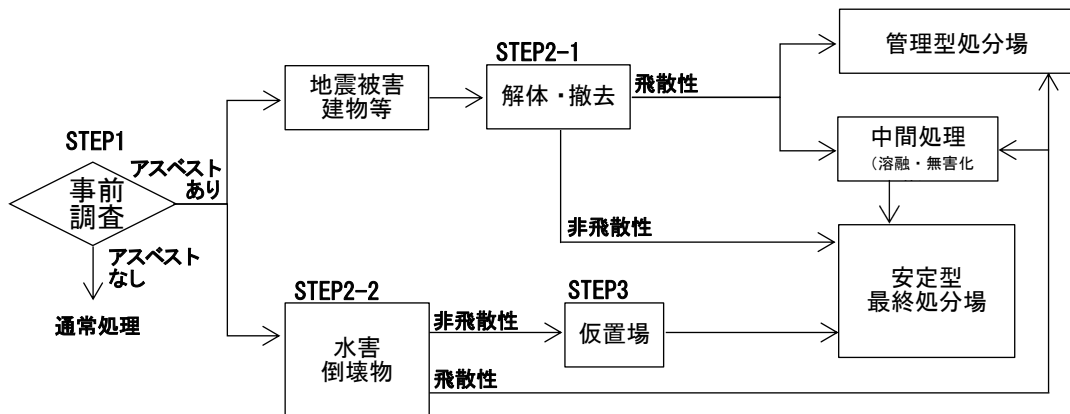 STEP1
事前
調査
アスベスト
あり
アスベスト
なし
通常処理
地震被害
建物等
STEP2-1
解体・撤去
飛散性
非飛散性
管理型処分場
中間処理
(溶融・無害化
安定型
最終処分場
STEP2-2
水害
倒壊物
非飛散性
飛散性
STEP3
仮置場